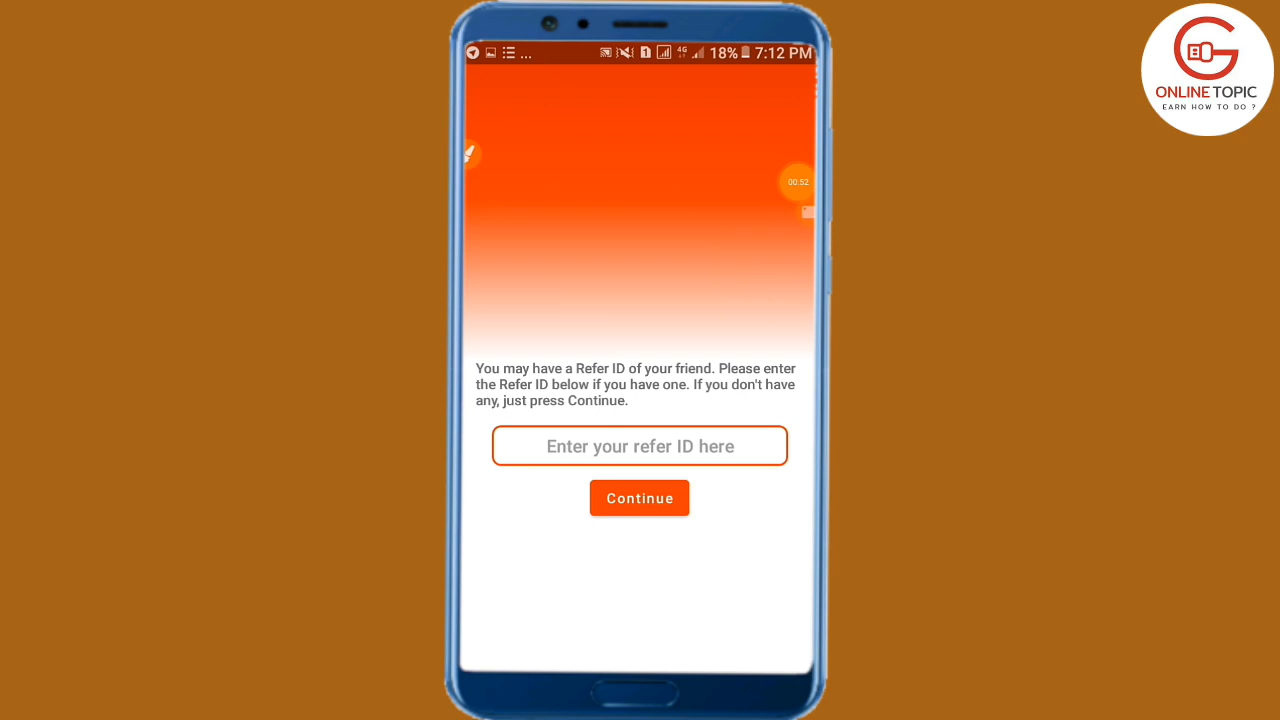 ... 4G 18% 7:12 PM
ONLINE TOPIC
EARN HOW TO DO ?
00:52
You may have a Refer ID of your friend. Please enter
the Refer ID below if you have one. If you don't have
any, just press Continue.
Enter your refer ID here
Continue